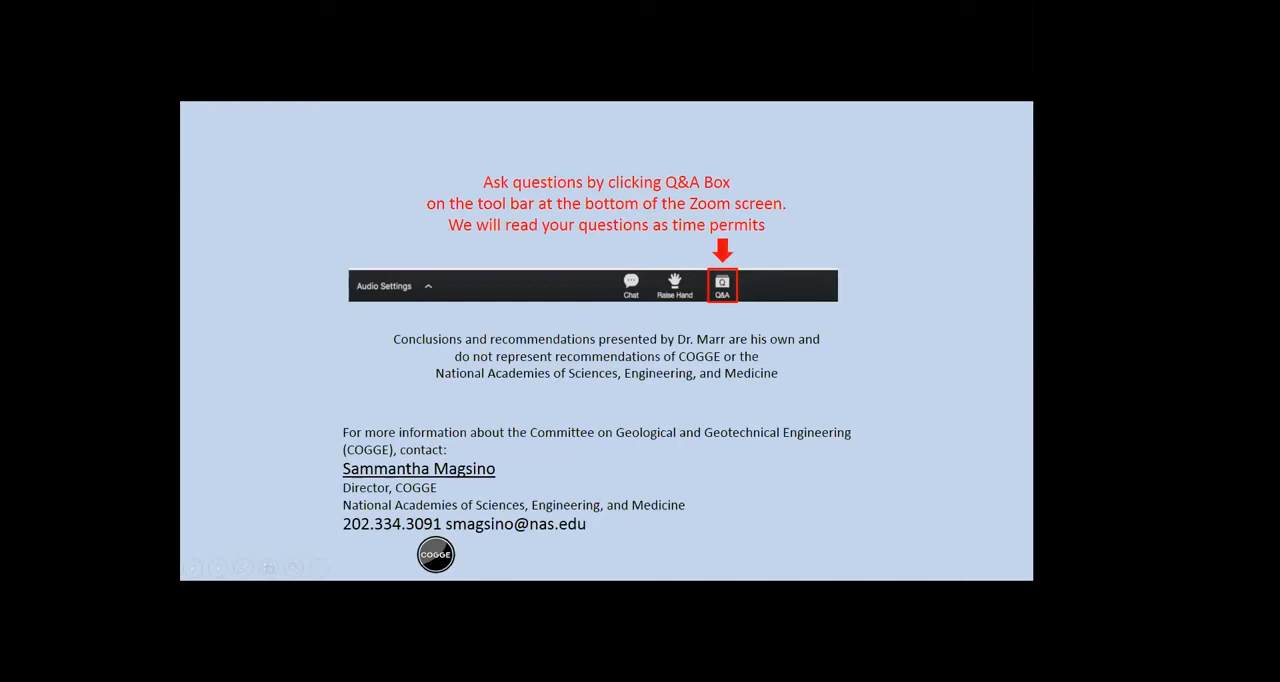 Ask questions by clicking Q&A Box
on the tool bar at the bottom of the Zoom screen.
We will read your questions as time permits
Audio Settings
Chat
Raise Hand
Q
Q&A
Conclusions and recommendations presented by Dr. Marr are his own and
do not represent recommendations of COGGE or the
National Academies of Sciences, Engineering, and Medicine
For more information about the Committee on Geological and Geotechnical Engineering
(COGGE), contact:
Sammantha Magsino
Director, COGGE
National Academies of Sciences, Engineering, and Medicine
202.334.3091 smagsino@nas.edu
COGGE